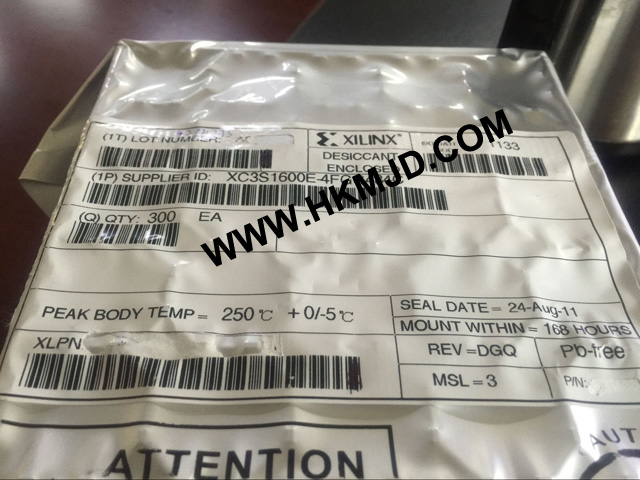 (1T) LOT NUMBER:
XILINX
1133
DESICCANT
ENCLOSE
(1P) SUPPLIER ID: XC3S1600E-4FG
(Q) QTY: 300 EA
WWW.HKMJD.COM
PEAK BODY TEMP = 250℃ + 0/-5℃
SEAL DATE = 24-Aug-11
MOUNT WITHIN = 168 HOURS
XLPN
REV =DGQ
Pb-free
MSL = 3
P/N:
ATTENTION
AUT